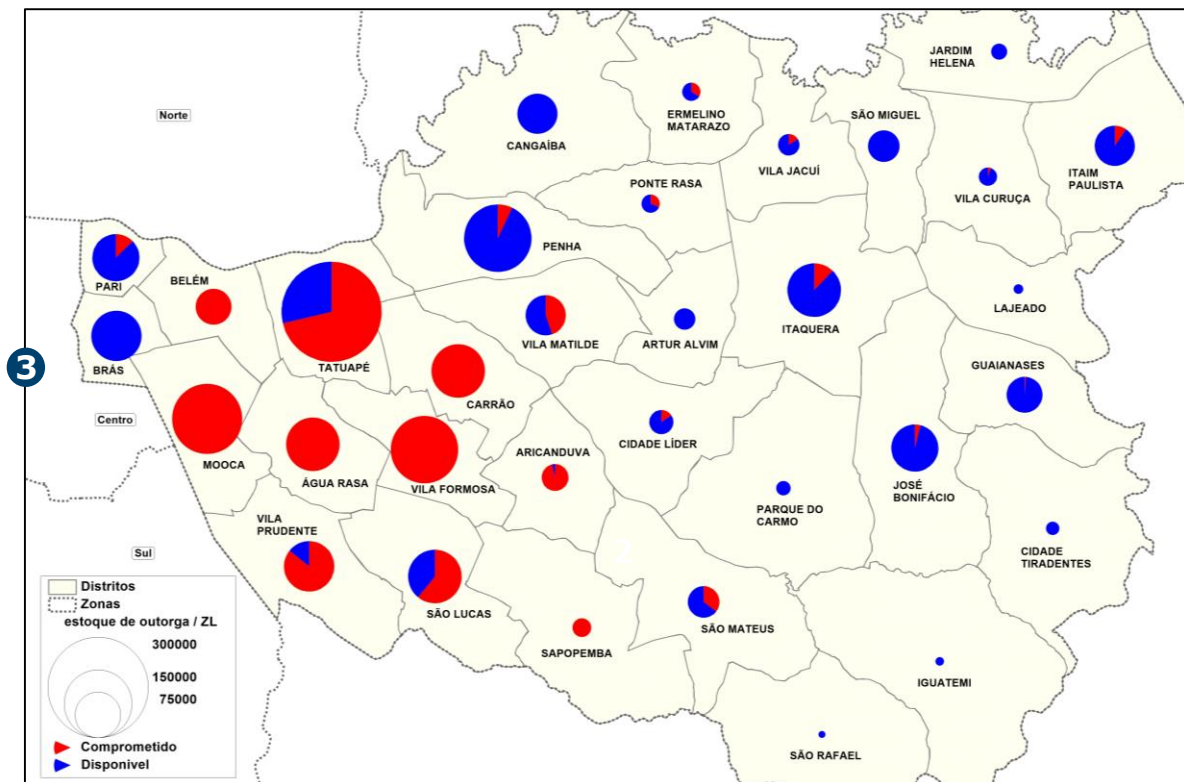 Norte
JARDIM
HELENA
ERMELINO
MATARAZO
CANGAÍBA
SÃO MIGUEL
VILA JACUÍ
ITAIM
PAULISTA
VILA CURUÇA
PONTE RASA
PENHA
PARI
BELÉM
LAJEADO
ITAQUERA
VILA MATILDE
ARTUR ALVIM
BRÁS
TATUAPÉ
GUAIANASES
3
CARRÃO
Centro
CIDADE LÍDER
ARICANDUVA
MOOCA
ÁGUA RASA
VILA FORMOSA
JOSÉ
BONIFÁCIO
PARQUE DO
CARMO
VILA
PRUDENTE
CIDADE
TIRADENTES
2
Sul
SÃO LUCAS
SÃO MATEUS
SAPOPEMBA
IGUATEMI
SÃO RAFAEL
Distritos
Zonas
estoque de outorga / ZL
300000
150000
75000
Comprometido
Disponivel